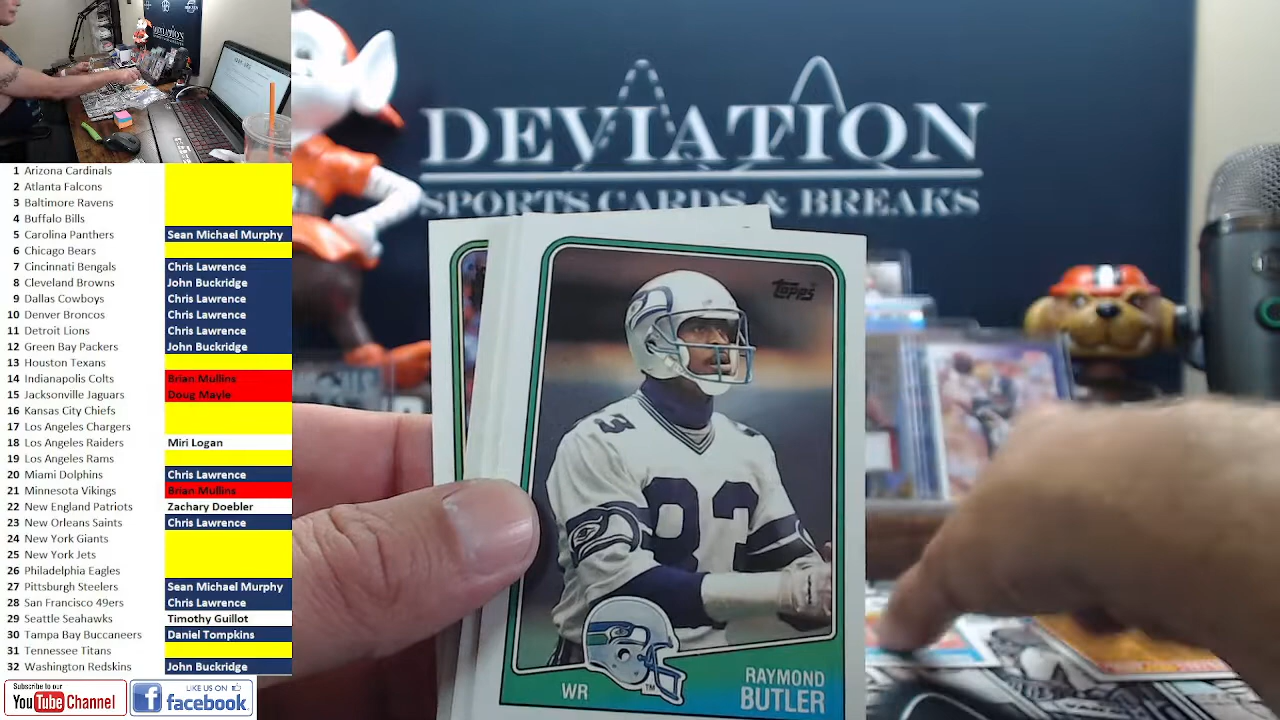 DEVIATION
SPORTS CARDS & BREAKS
1 Arizona Cardinals
2 Atlanta Falcons
3 Baltimore Ravens
4 Buffalo Bills
5 Carolina Panthers Sean Michael Murphy
6 Chicago Bears
7 Cincinnati Bengals Chris Lawrence
8 Cleveland Browns John Buckridge
9 Dallas Cowboys Chris Lawrence
10 Denver Broncos Chris Lawrence
11 Detroit Lions Chris Lawrence
12 Green Bay Packers John Buckridge
13 Houston Texans
14 Indianapolis Colts Brian Mullins
15 Jacksonville Jaguars Doug Mayle
16 Kansas City Chiefs
17 Los Angeles Chargers
18 Los Angeles Raiders Miri Logan
19 Los Angeles Rams
20 Miami Dolphins Chris Lawrence
21 Minnesota Vikings Brian Mullins
22 New England Patriots Zachary Doebler
23 New Orleans Saints Chris Lawrence
24 New York Giants
25 New York Jets
26 Philadelphia Eagles
27 Pittsburgh Steelers Sean Michael Murphy
28 San Francisco 49ers Chris Lawrence
29 Seattle Seahawks Timothy Guillot
30 Tampa Bay Buccaneers Daniel Tompkins
31 Tennessee Titans
32 Washington Redskins John Buckridge
Subscribe to our
YouTube Channel
LIKE US ON
facebook
Topps
83
83
TM
WR
RAYMOND
BUTLER